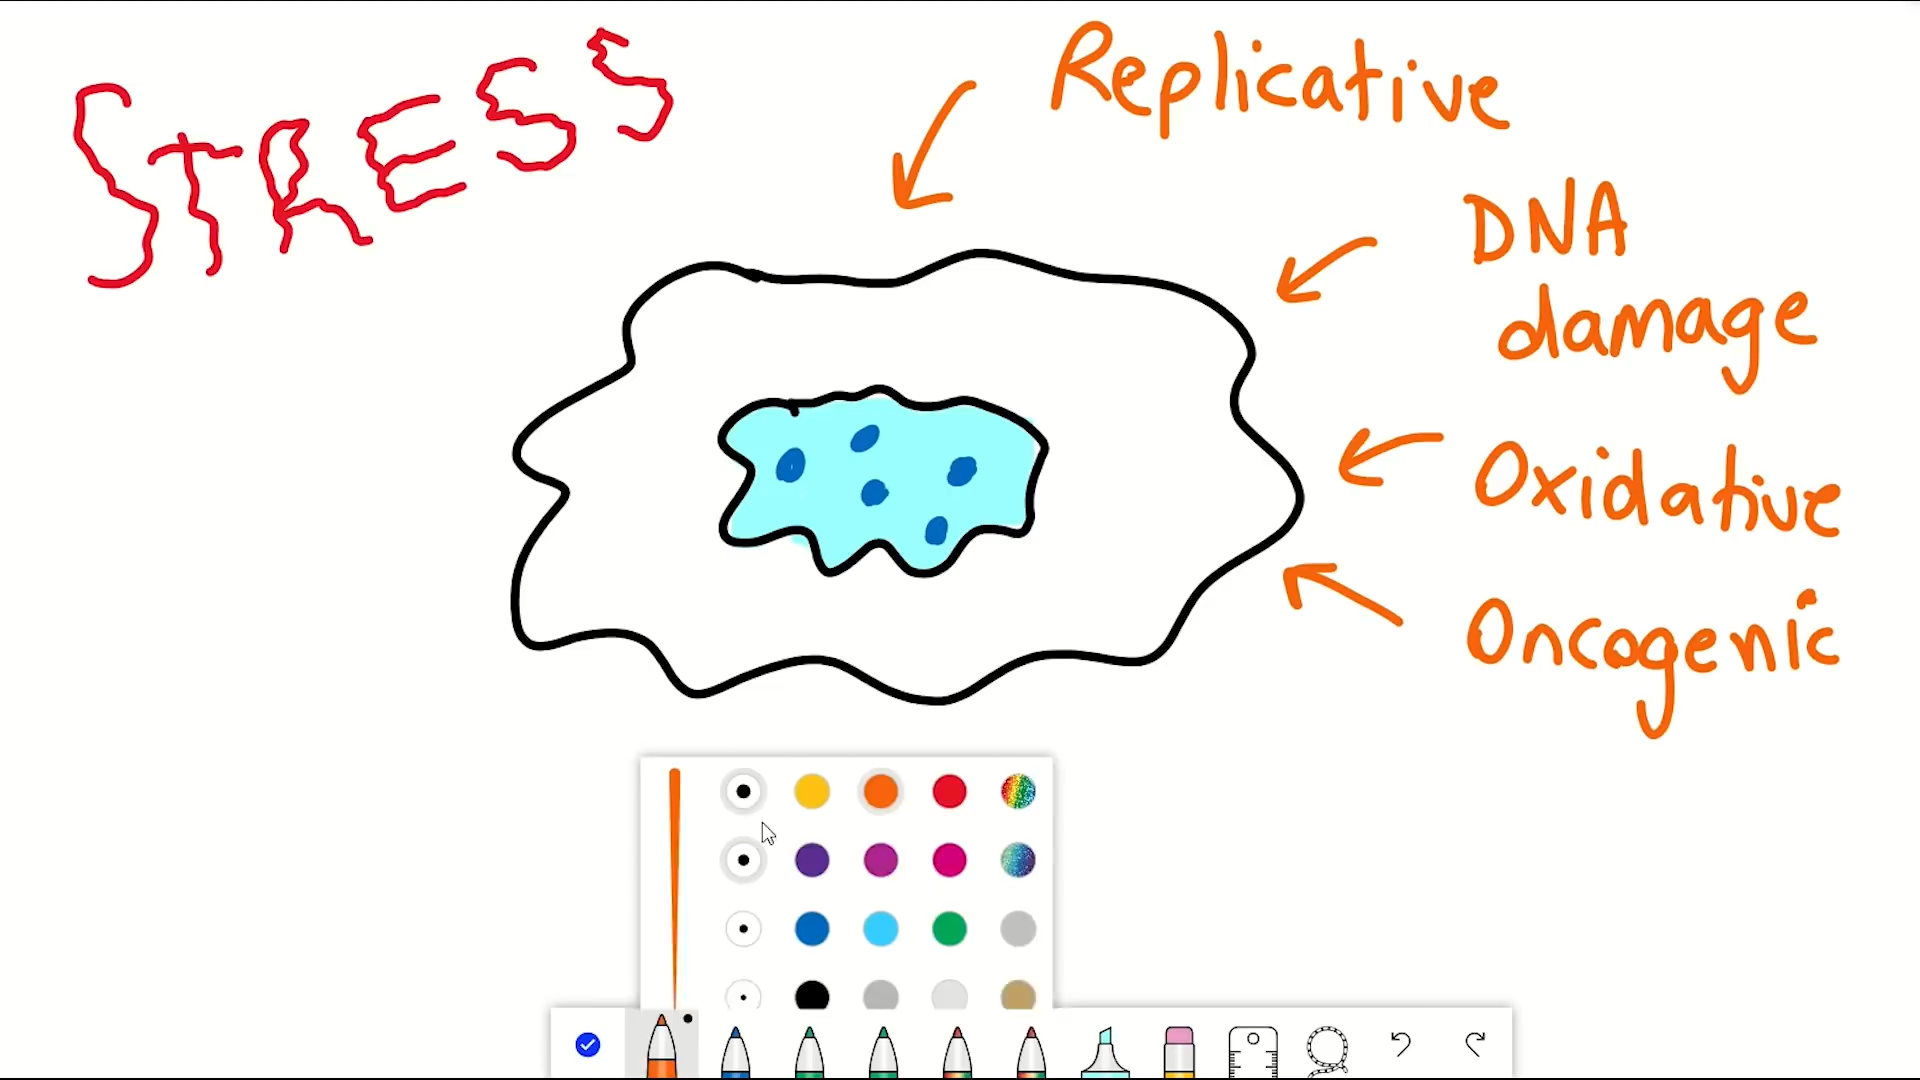 STRESS
Replicative
DNA
damage
Oxidative
Oncogenic